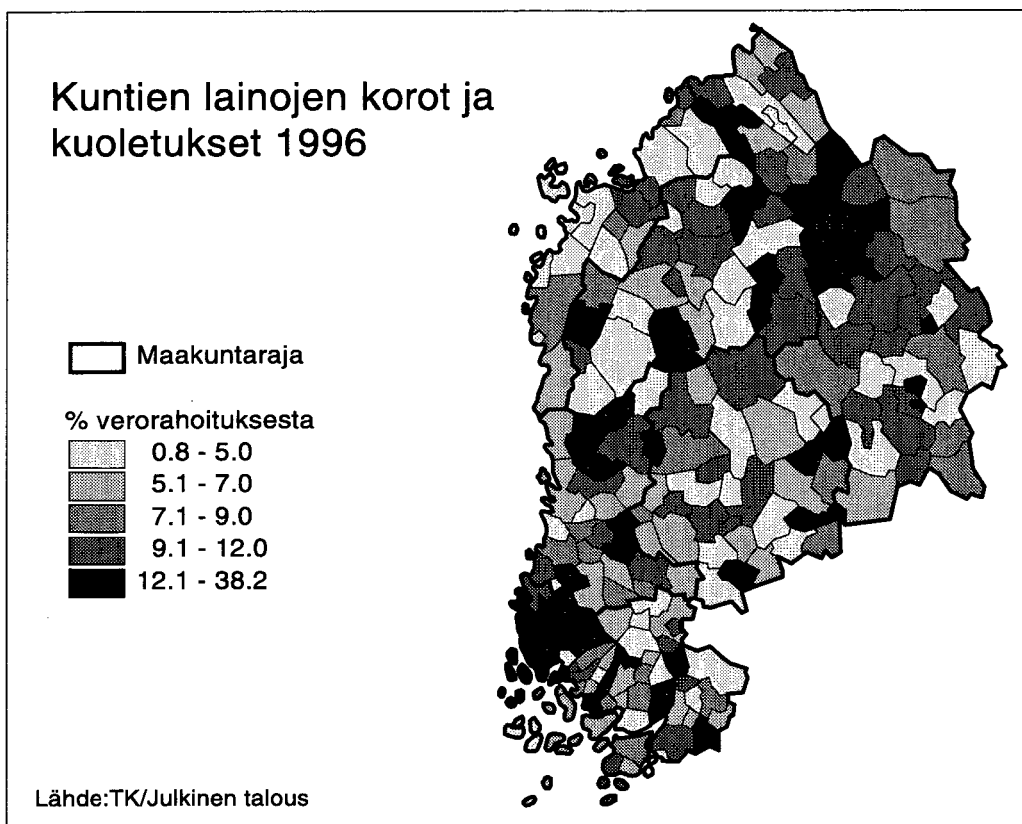 Kuntien lainojen korot ja
kuoletukset 1996
Maakuntaraja
% verorahoituksesta
0.8 - 5.0
5.1 - 7.0
7.1 - 9.0
9.1 - 12.0
12.1 - 38.2
Lähde:TK/Julkinen talous